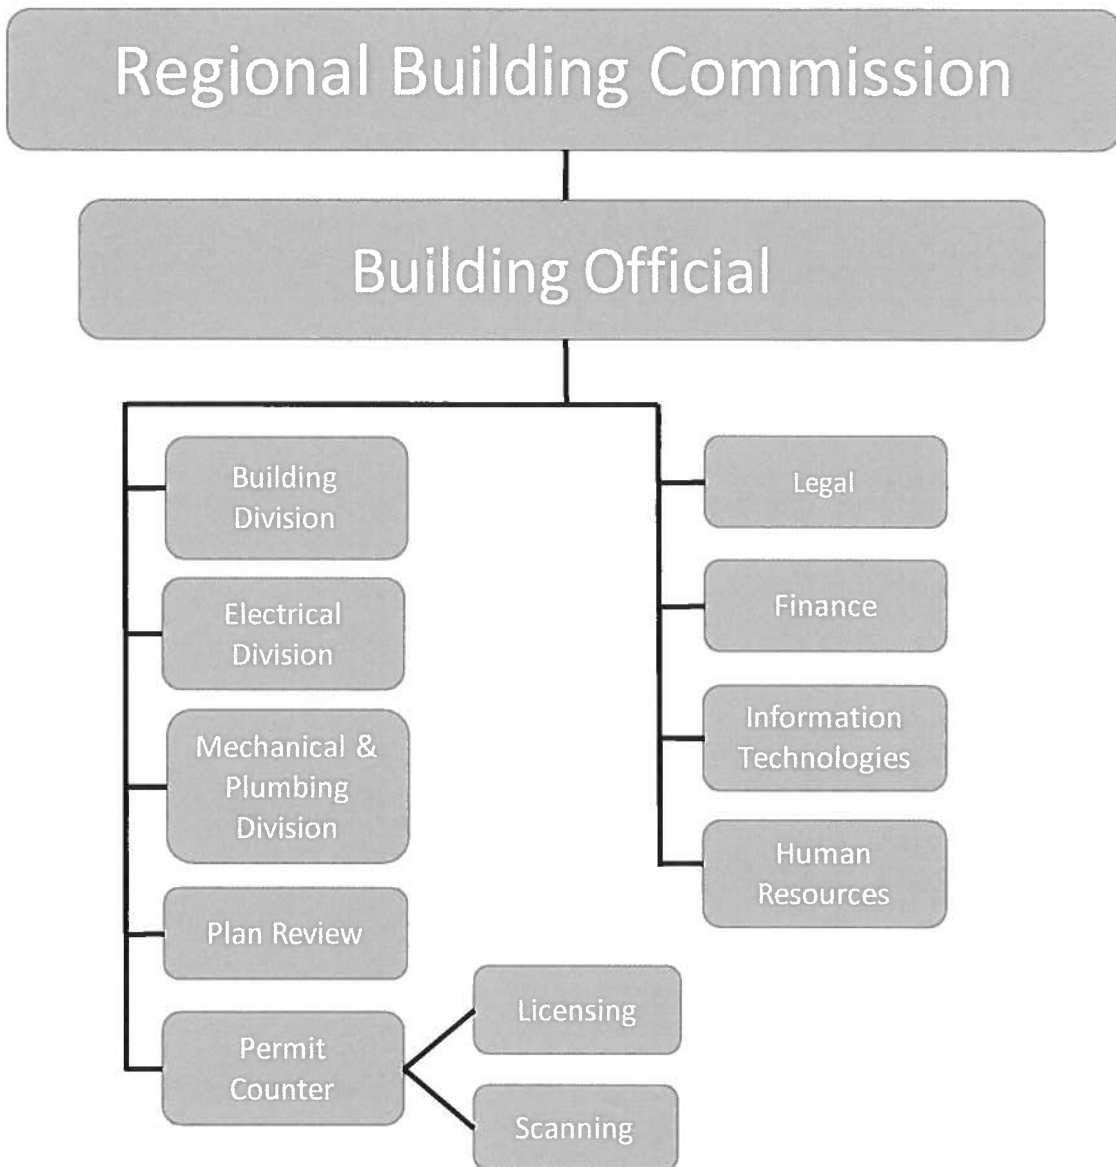 Regional Building Commission
Building Official
Building
Division
Electrical
Division
Mechanical &
Plumbing
Division
Plan Review
Permit
Counter
Licensing
Scanning
Legal
Finance
Information
Technologies
Human
Resources